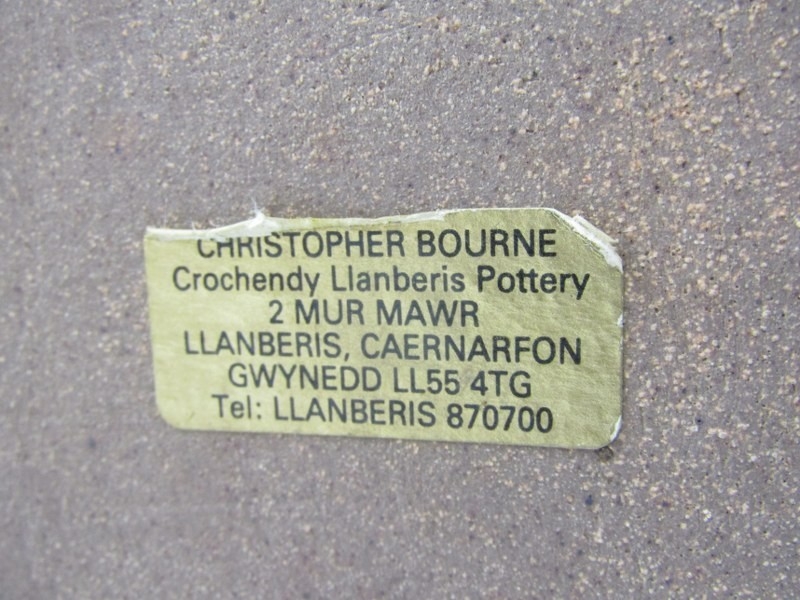 CHRISTOPHER BOURNE
Crochendy Llanberis Pottery
2 MUR MAWR
LLANBERIS, CAERNARFON
GWYNEDD LL55 4TG
Tel: LLANBERIS 870700